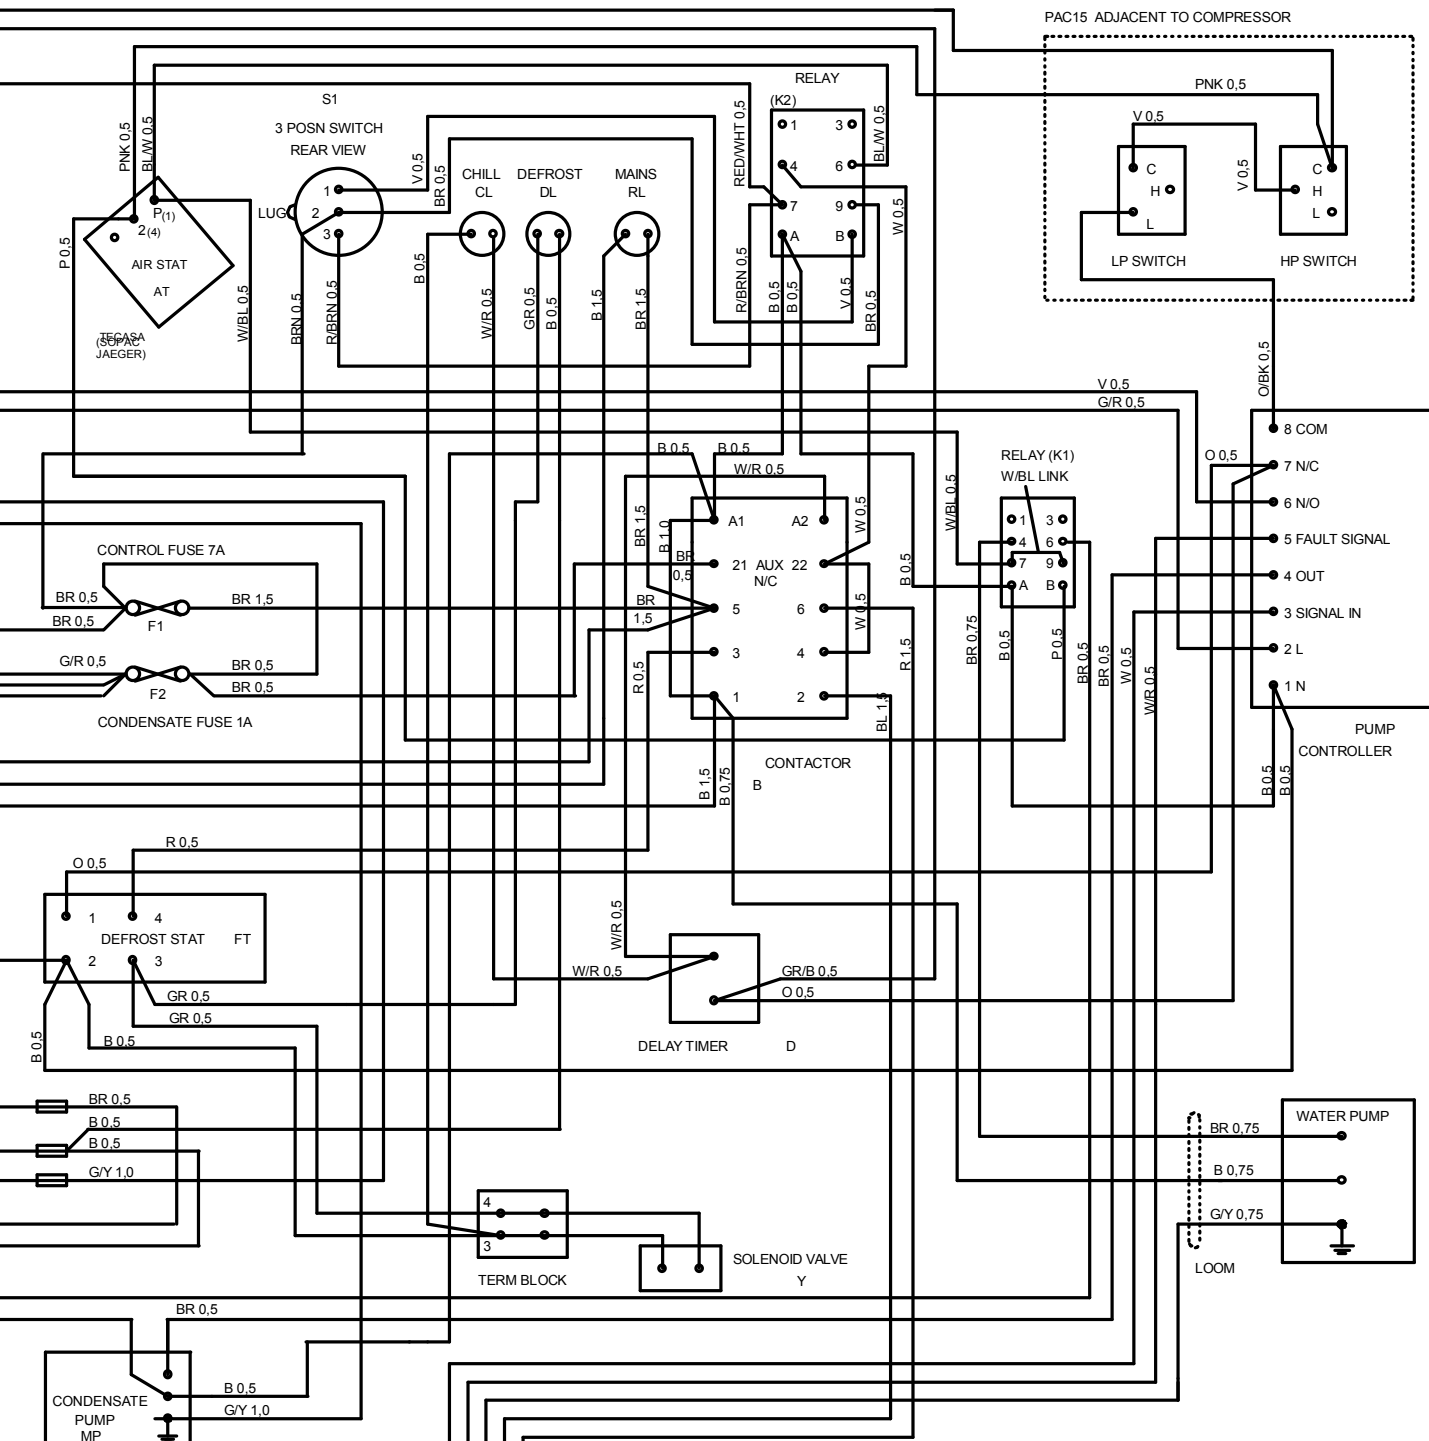 PAC15 ADJACENT TO COMPRESSOR
RELAY
(K2)
PNK 0,5
S1
3 POSN SWITCH
REAR VIEW
PNK 0,5
BL/W 0,5
V 0,5
BR 0,5
RED/WHT 0,5
1
3
4
6
7
9
A
B
BL/W 0,5
V 0,5
C
H
L
C
H
L
V 0,5
LP SWITCH
HP SWITCH
CHILL
CL
DEFROST
DL
MAINS
RL
LUG
1
2
3
P(1)
2(4)
AIR STAT
AT
TECASA
(SOPAC
JAEGER)
P 0,5
W/BL 0,5
BRN 0,5
R/BRN 0,5
B 0,5
W/R 0,5
GR 0,5
B 0,5
B 1,5
BR 1,5
R/BRN 0,5
B 0,5
B 0,5
V 0,5
BR 0,5
W 0,5
O/BK 0,5
V 0,5
G/R 0,5
8 COM
7 N/C
6 N/O
5 FAULT SIGNAL
4 OUT
3 SIGNAL IN
2 L
1 N
O 0,5
PUMP
CONTROLLER
RELAY (K1)
W/BL LINK
1
3
4
6
7
9
A
B
W/BL 0,5
B 0,5
B 0,5
B 0,5
W/R 0,5
A1
A2
21 AUX 22
N/C
5
6
3
4
1
2
BR 1,5
B 1,0
BR
0,5
BR
1,5
R 0,5
W 0,5
W 0,5
R 1,5
BL 1,5
CONTACTOR
B
B 1,5
B 0,75
BR 0,75
B 0,5
P 0,5
BR 0,5
BR 0,5
W 0,5
W/R 0,5
B 0,5
B 0,5
CONTROL FUSE 7A
BR 0,5
BR 1,5
BR 0,5
F1
G/R 0,5
BR 0,5
BR 0,5
F2
CONDENSATE FUSE 1A
R 0,5
O 0,5
1
4
DEFROST STAT
FT
2
3
GR 0,5
GR 0,5
B 0,5
B 0,5
W/R 0,5
W/R 0,5
GR/B 0,5
O 0,5
DELAY TIMER
D
BR 0,5
B 0,5
B 0,5
G/Y 1,0
WATER PUMP
BR 0,75
B 0,75
G/Y 0,75
LOOM
4
3
TERM BLOCK
SOLENOID VALVE
Y
BR 0,5
CONDENSATE
PUMP
MP
B 0,5
G/Y 1,0